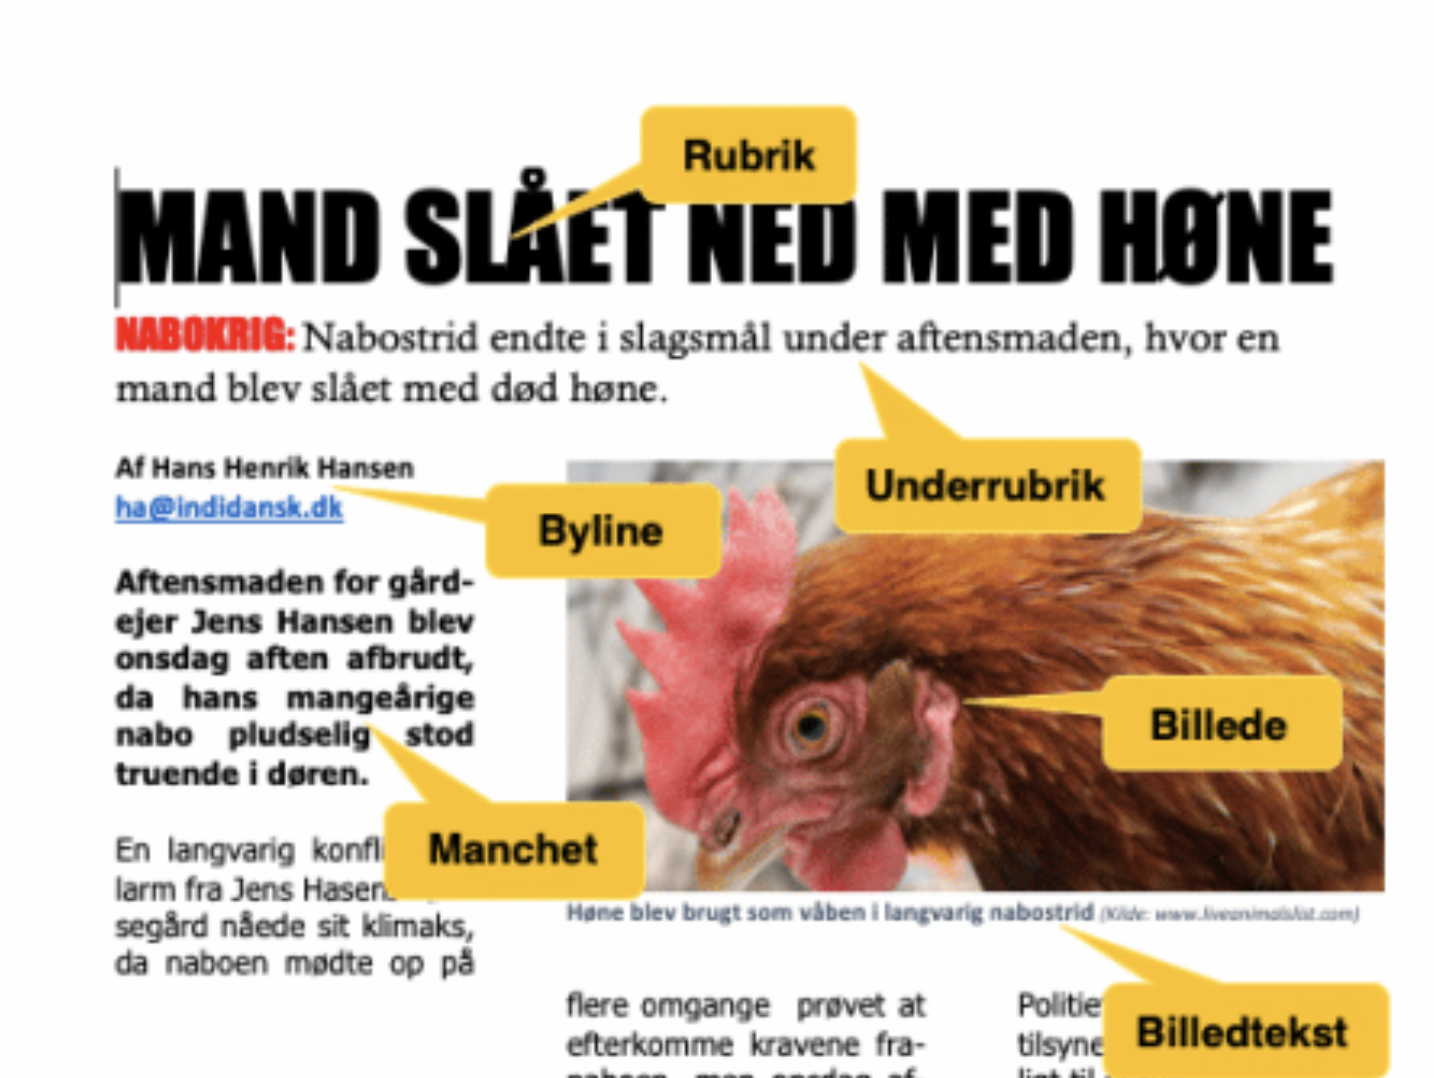 Rubrik
MAND SLÅET NED MED HØNE
NABOKRIG: Nabostrid endte i slagsmål under aftensmaden, hvor en
mand blev slået med død høne.
Underrubrik
Af Hans Henrik Hansen
ha@indidansk.dk
Byline
Aftensmaden for gård-
ejer Jens Hansen blev
onsdag aften afbrudt,
da hans mangeårige
nabo pludselig stod
truende i døren.
Billede
Manchet
En langvarig
larm fra Jens
segård nåede sit klimaks,
da naboen mødte op på
Høne blev brugt som våben i langvarig nabostrid (Kilde: www.liveanimalslist.com)
Billedtekst
flere omgange prøvet at
efterkomme kravene fra-